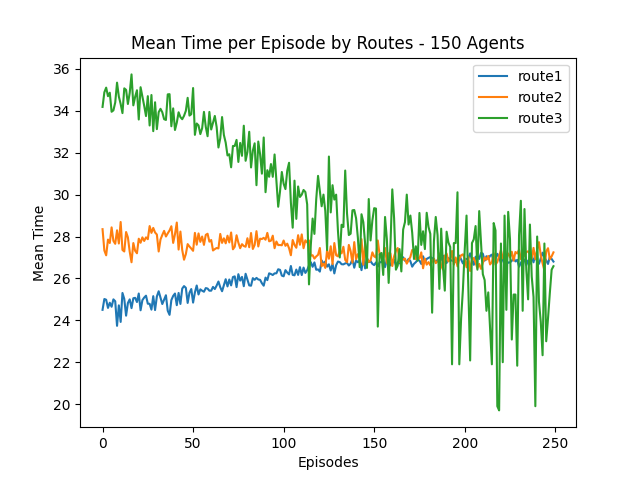 Mean Time per Episode by Routes - 150 Agents
route1
route2
route3
Mean Time
36
34
32
30
28
26
24
22
20
0 50 100 150 200 250
Episodes